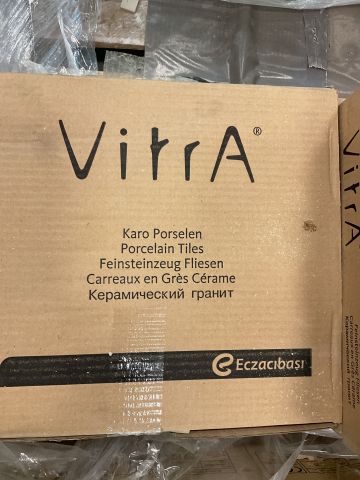 VitrA®
Karo Porselen
Porcelain Tiles
Feinsteinzeug Fliesen
Carreaux en Grès Cérame
Керамический гранит
Eczacıbaşı